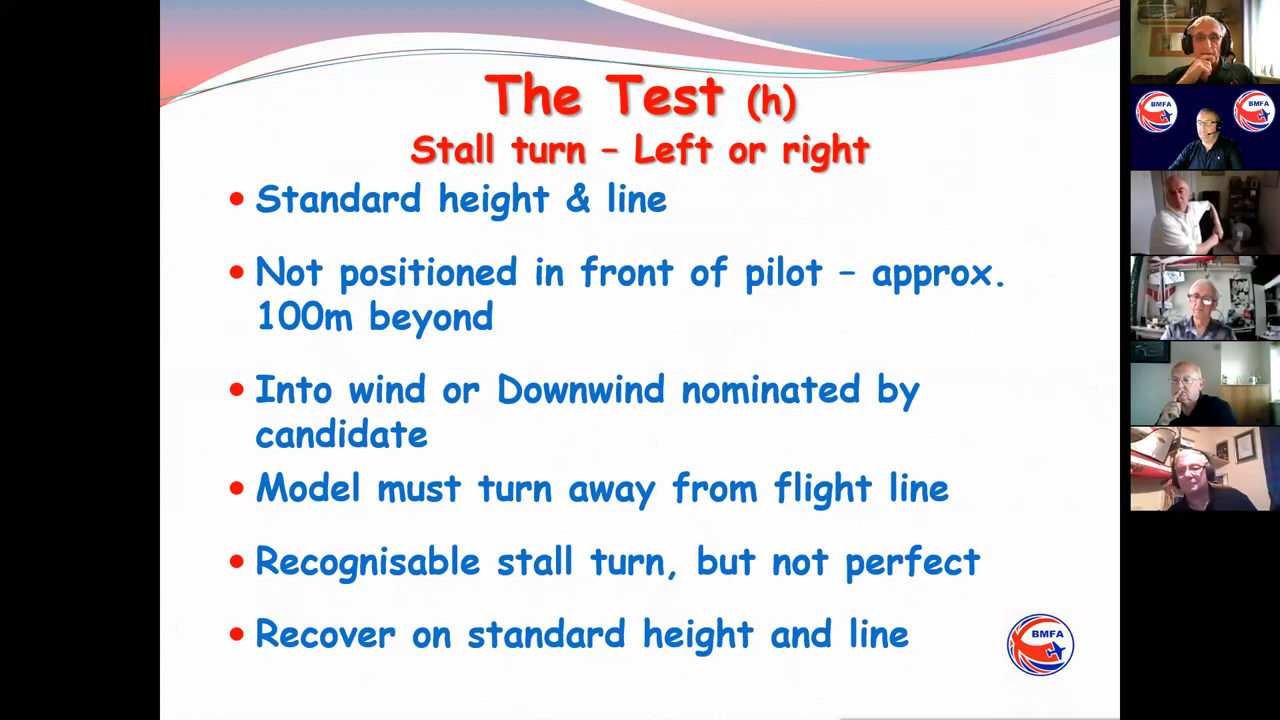 The Test (h)
Stall turn – Left or right
• Standard height & line
• Not positioned in front of pilot – approx.
100m beyond
• Into wind or Downwind nominated by
candidate
• Model must turn away from flight line
• Recognisable stall turn, but not perfect
• Recover on standard height and line
BMFA
BMFA
BMFA